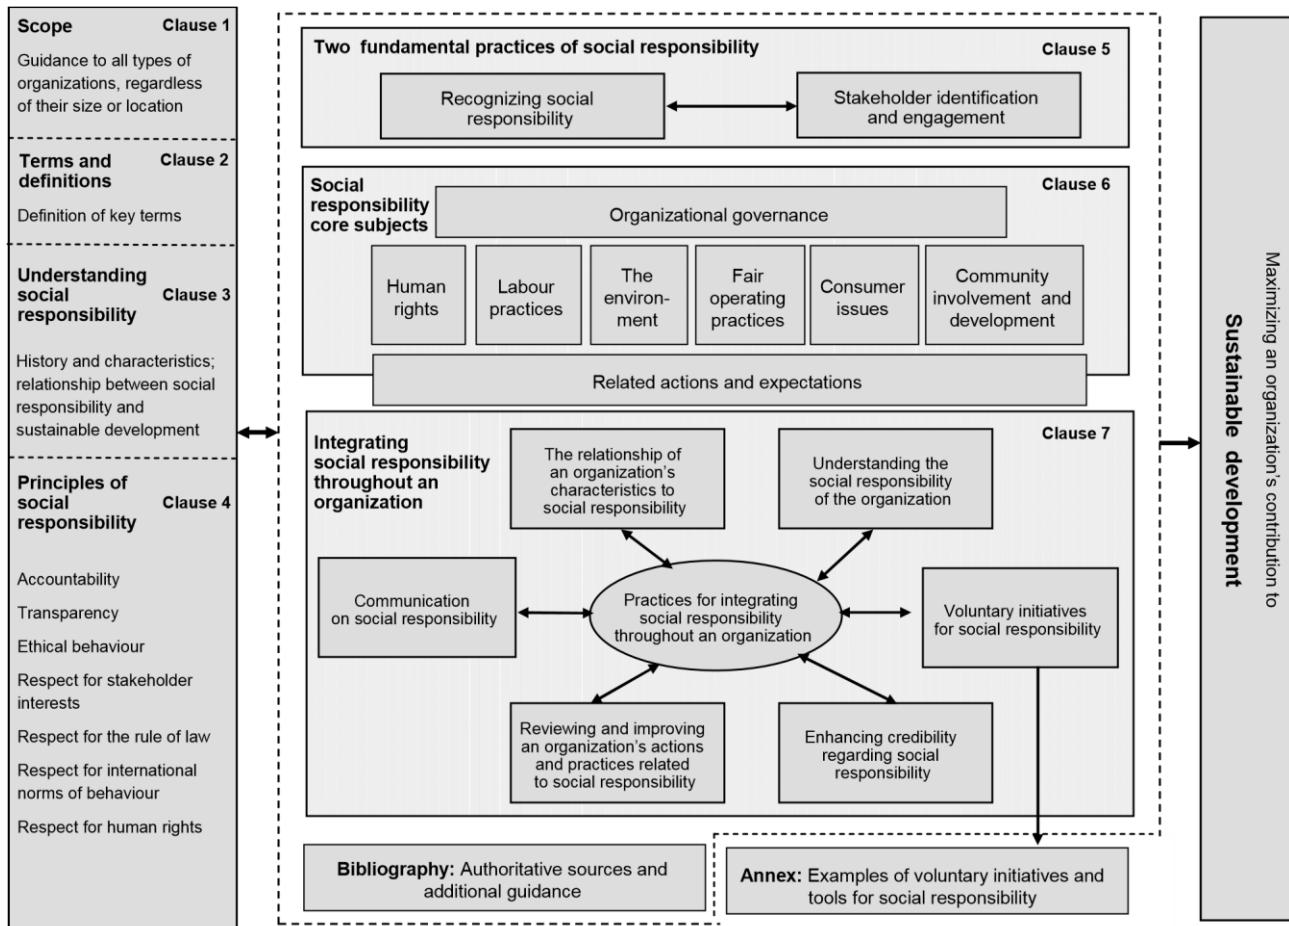 Scope Clause 1
Guidance to all types of
organizations, regardless
of their size or location
Terms and Clause 2
definitions
Definition of key terms
Understanding
social Clause 3
responsibility
History and characteristics;
relationship between social
responsibility and
sustainable development
Principles of
social Clause 4
responsibility
Accountability
Transparency
Ethical behaviour
Respect for stakeholder
interests
Respect for the rule of law
Respect for international
norms of behaviour
Respect for human rights
Two fundamental practices of social responsibility Clause 5
Recognizing social
responsibility
Stakeholder identification
and engagement
Social Clause 6
responsibility
core subjects
Organizational governance
Human
rights
Labour
practices
The
environ-
ment
Fair
operating
practices
Consumer
issues
Community
involvement and
development
Related actions and expectations
Integrating Clause 7
social responsibility
throughout an
organization
The relationship of
an organization's
characteristics to
social responsibility
Understanding the
social responsibility
of the organization
Communication
on social responsibility
Practices for integrating
social responsibility
throughout an organization
Voluntary initiatives
for social responsibility
Reviewing and improving
an organization's actions
and practices related
to social responsibility
Enhancing credibility
regarding social
responsibility
Bibliography: Authoritative sources and
additional guidance
Annex: Examples of voluntary initiatives and
tools for social responsibility
Maximizing an organization's contribution to
Sustainable development